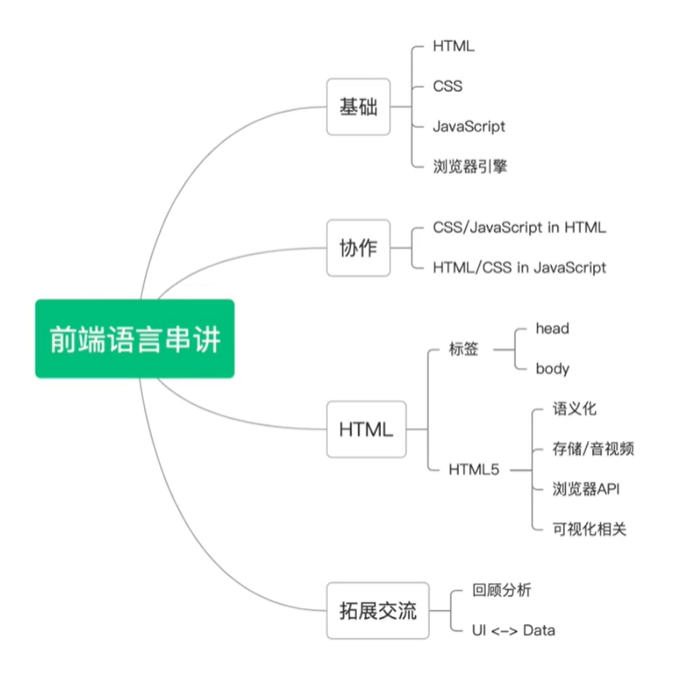 前端语言串讲
基础
HTML
CSS
JavaScript
浏览器引擎
协作
CSS/JavaScript in HTML
HTML/CSS in JavaScript
HTML
标签
head
body
HTML5
语义化
存储/音视频
浏览器API
可视化相关
拓展交流
回顾分析
UI <–> Data